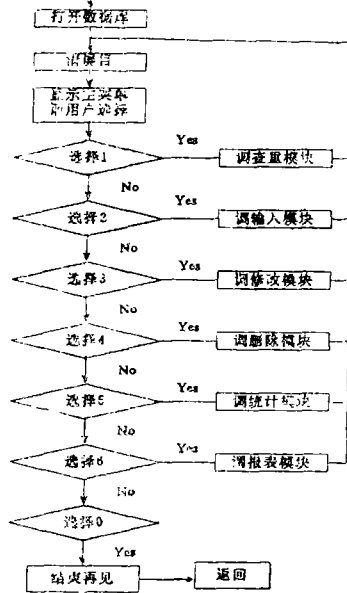 打开数据库
清屏目
显示主菜单
和用户选择
选择1
Yes
调查重模块
No
选择2
Yes
调输入模块
No
选择3
Yes
调修改模块
No
选择4
Yes
调删除模块
No
选择5
Yes
调统计模块
No
选择6
Yes
调报表模块
No
选择0
Yes
结束再见
返回